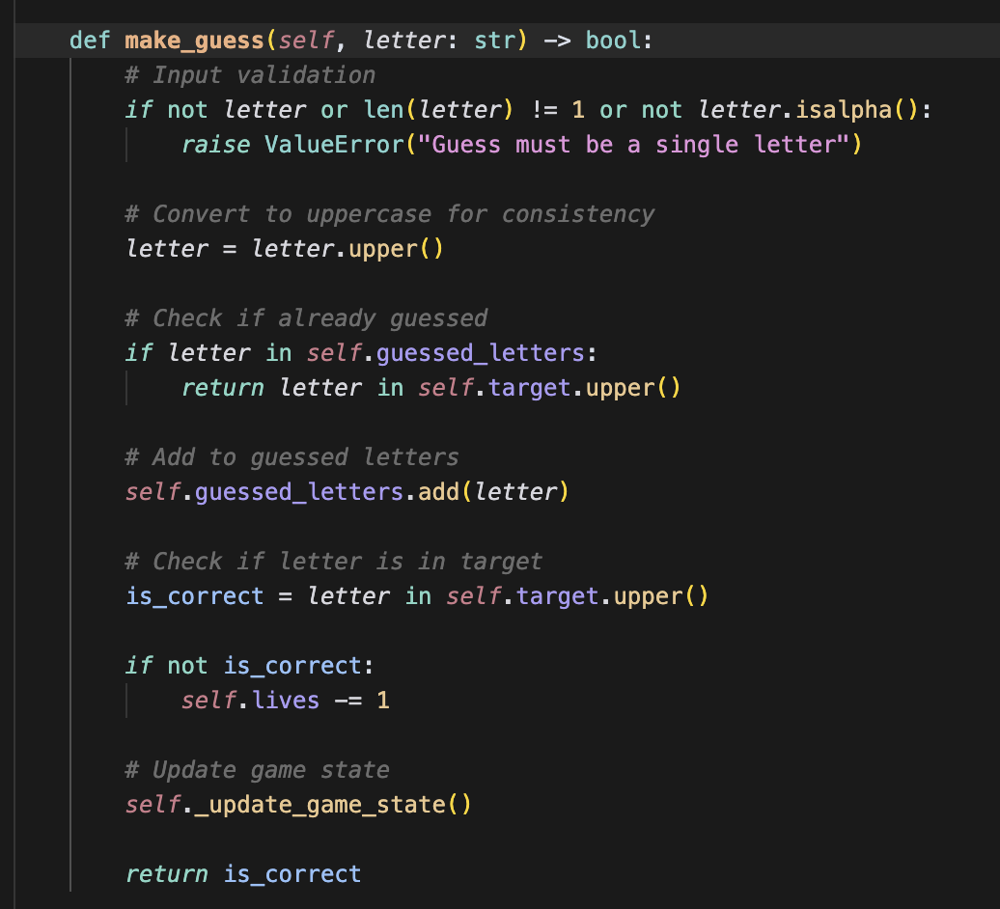 def make_guess(self, letter: str) -> bool:
# Input validation
if not letter or len(letter) != 1 or not letter.isalpha():
raise ValueError("Guess must be a single letter")
# Convert to uppercase for consistency
letter = letter.upper()
# Check if already guessed
if letter in self.guessed_letters:
return letter in self.target.upper()
# Add to guessed letters
self.guessed_letters.add(letter)
# Check if letter is in target
is_correct = letter in self.target.upper()
if not is_correct:
self.lives -= 1
# Update game state
self._update_game_state()
return is_correct